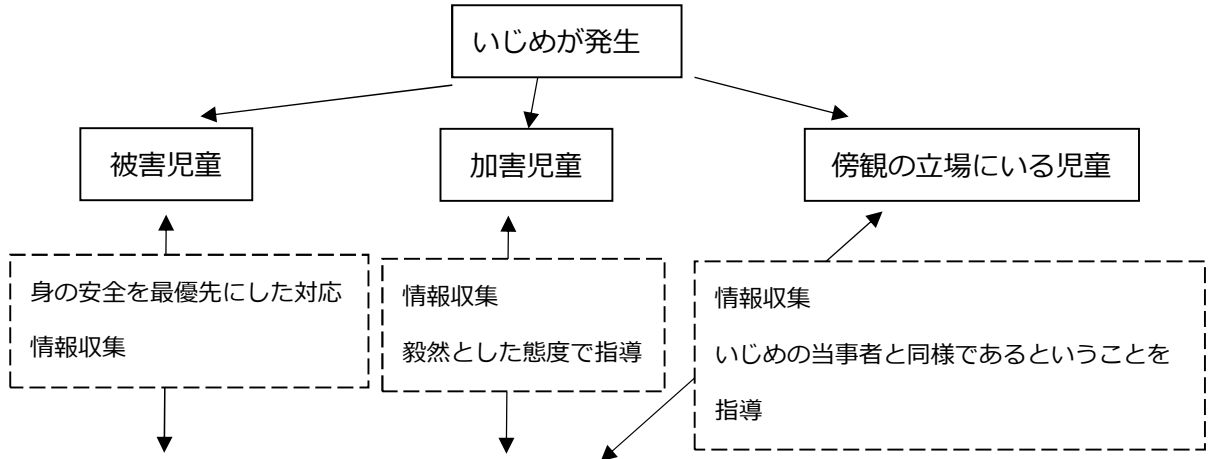 いじめが発生
被害児童
加害児童
傍観の立場にいる児童
身の安全を最優先にした対応
情報収集
情報収集
毅然とした態度で指導
情報収集
いじめの当事者と同様であるということを
指導